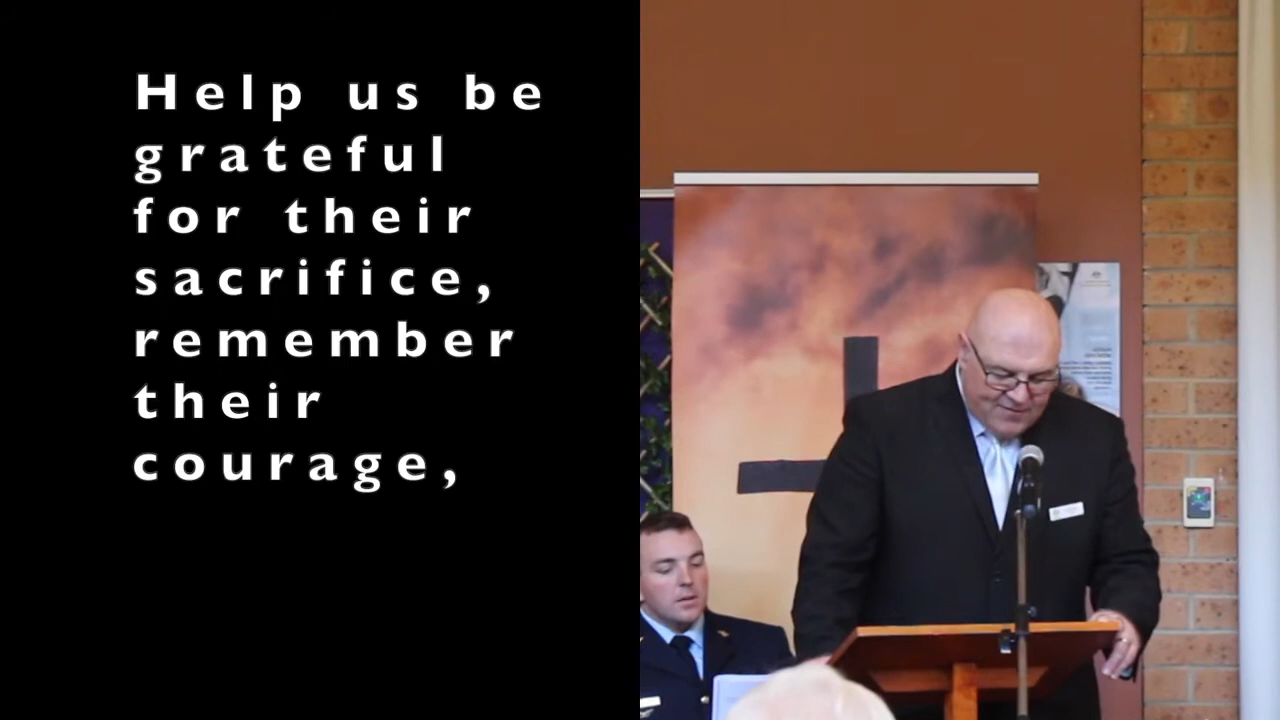 Help us be
grateful
for their
sacrifice,
remember
their
courage,